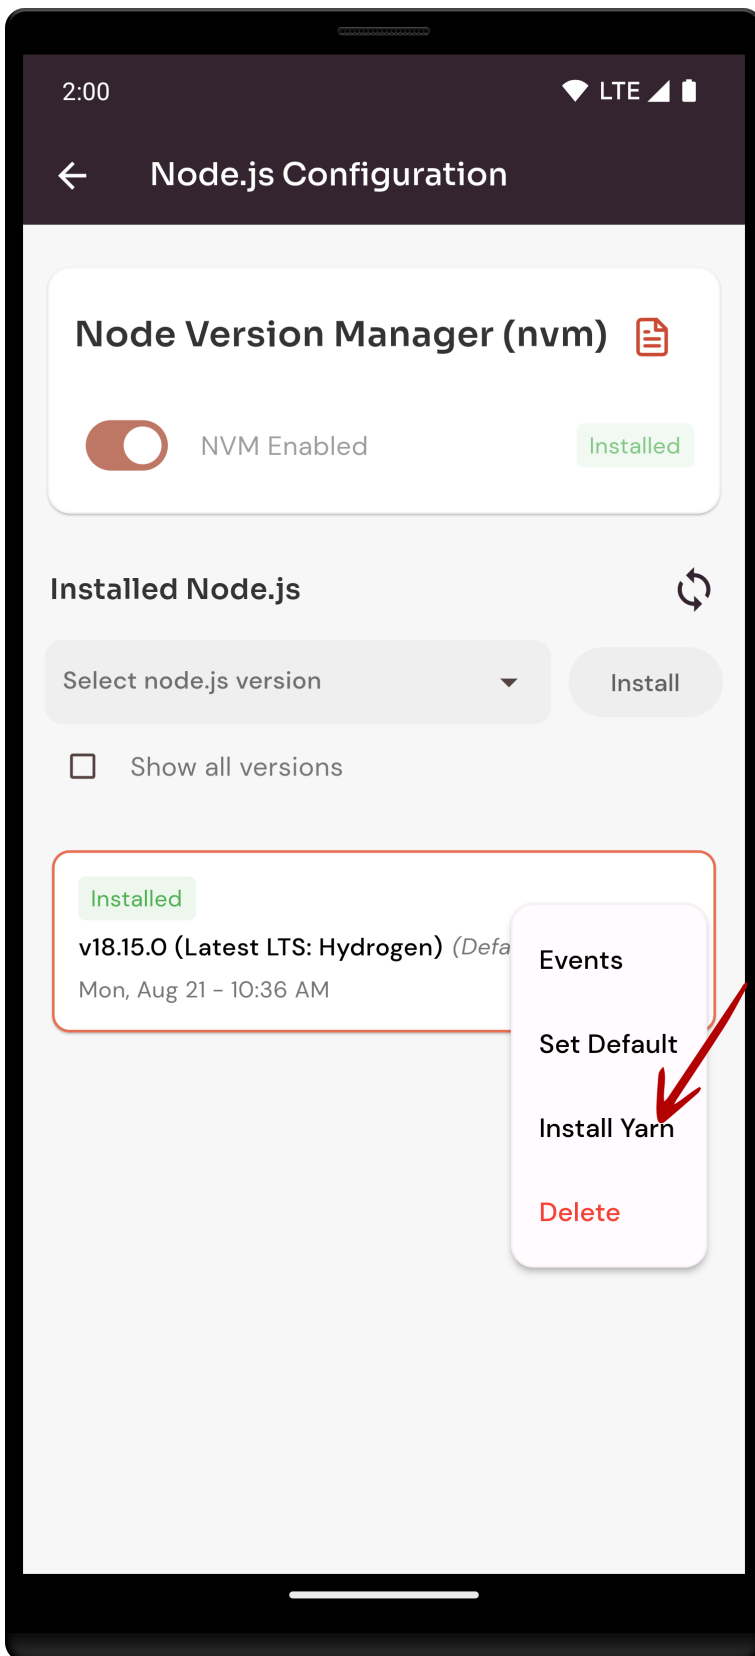 2:00 LTE
Node.js Configuration
Node Version Manager (nvm)
NVM Enabled Installed
Installed Node.js
Select node.js version Install
Show all versions
Installed
v18.15.0 (Latest LTS: Hydrogen) (Defa
Mon, Aug 21 - 10:36 AM
Events
Set Default
Install Yarn
Delete